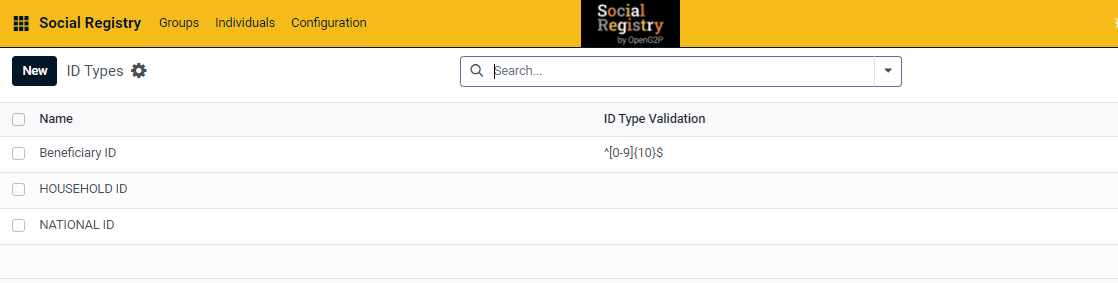 Social Registry Groups Individuals Configuration
Social
Registry
by OpenG2P
New ID Types Search...
Name ID Type Validation
Beneficiary ID ^[0-9]{10}$
HOUSEHOLD ID
NATIONAL ID